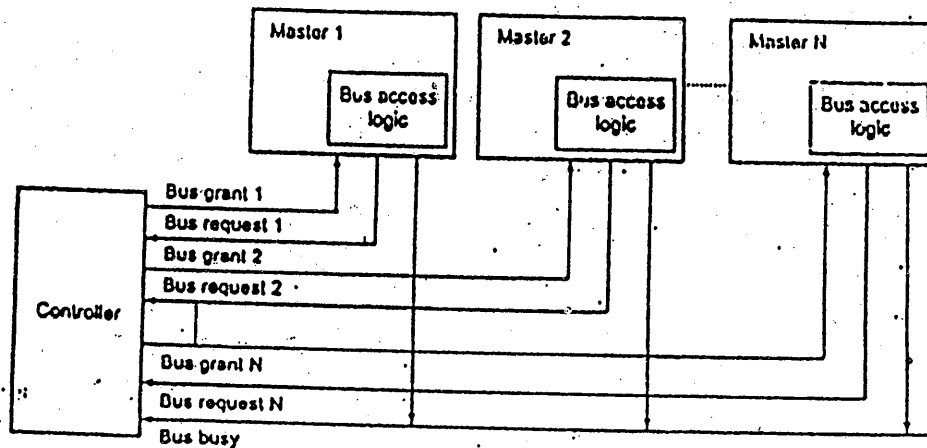 Master 1
Master 2
Master N
Bus access
logic
Bus access
logic
Bus access
logic
Bus grant 1
Bus request 1
Bus grant 2
Bus request 2
Controller
Bus grant N
Bus request N
Bus busy